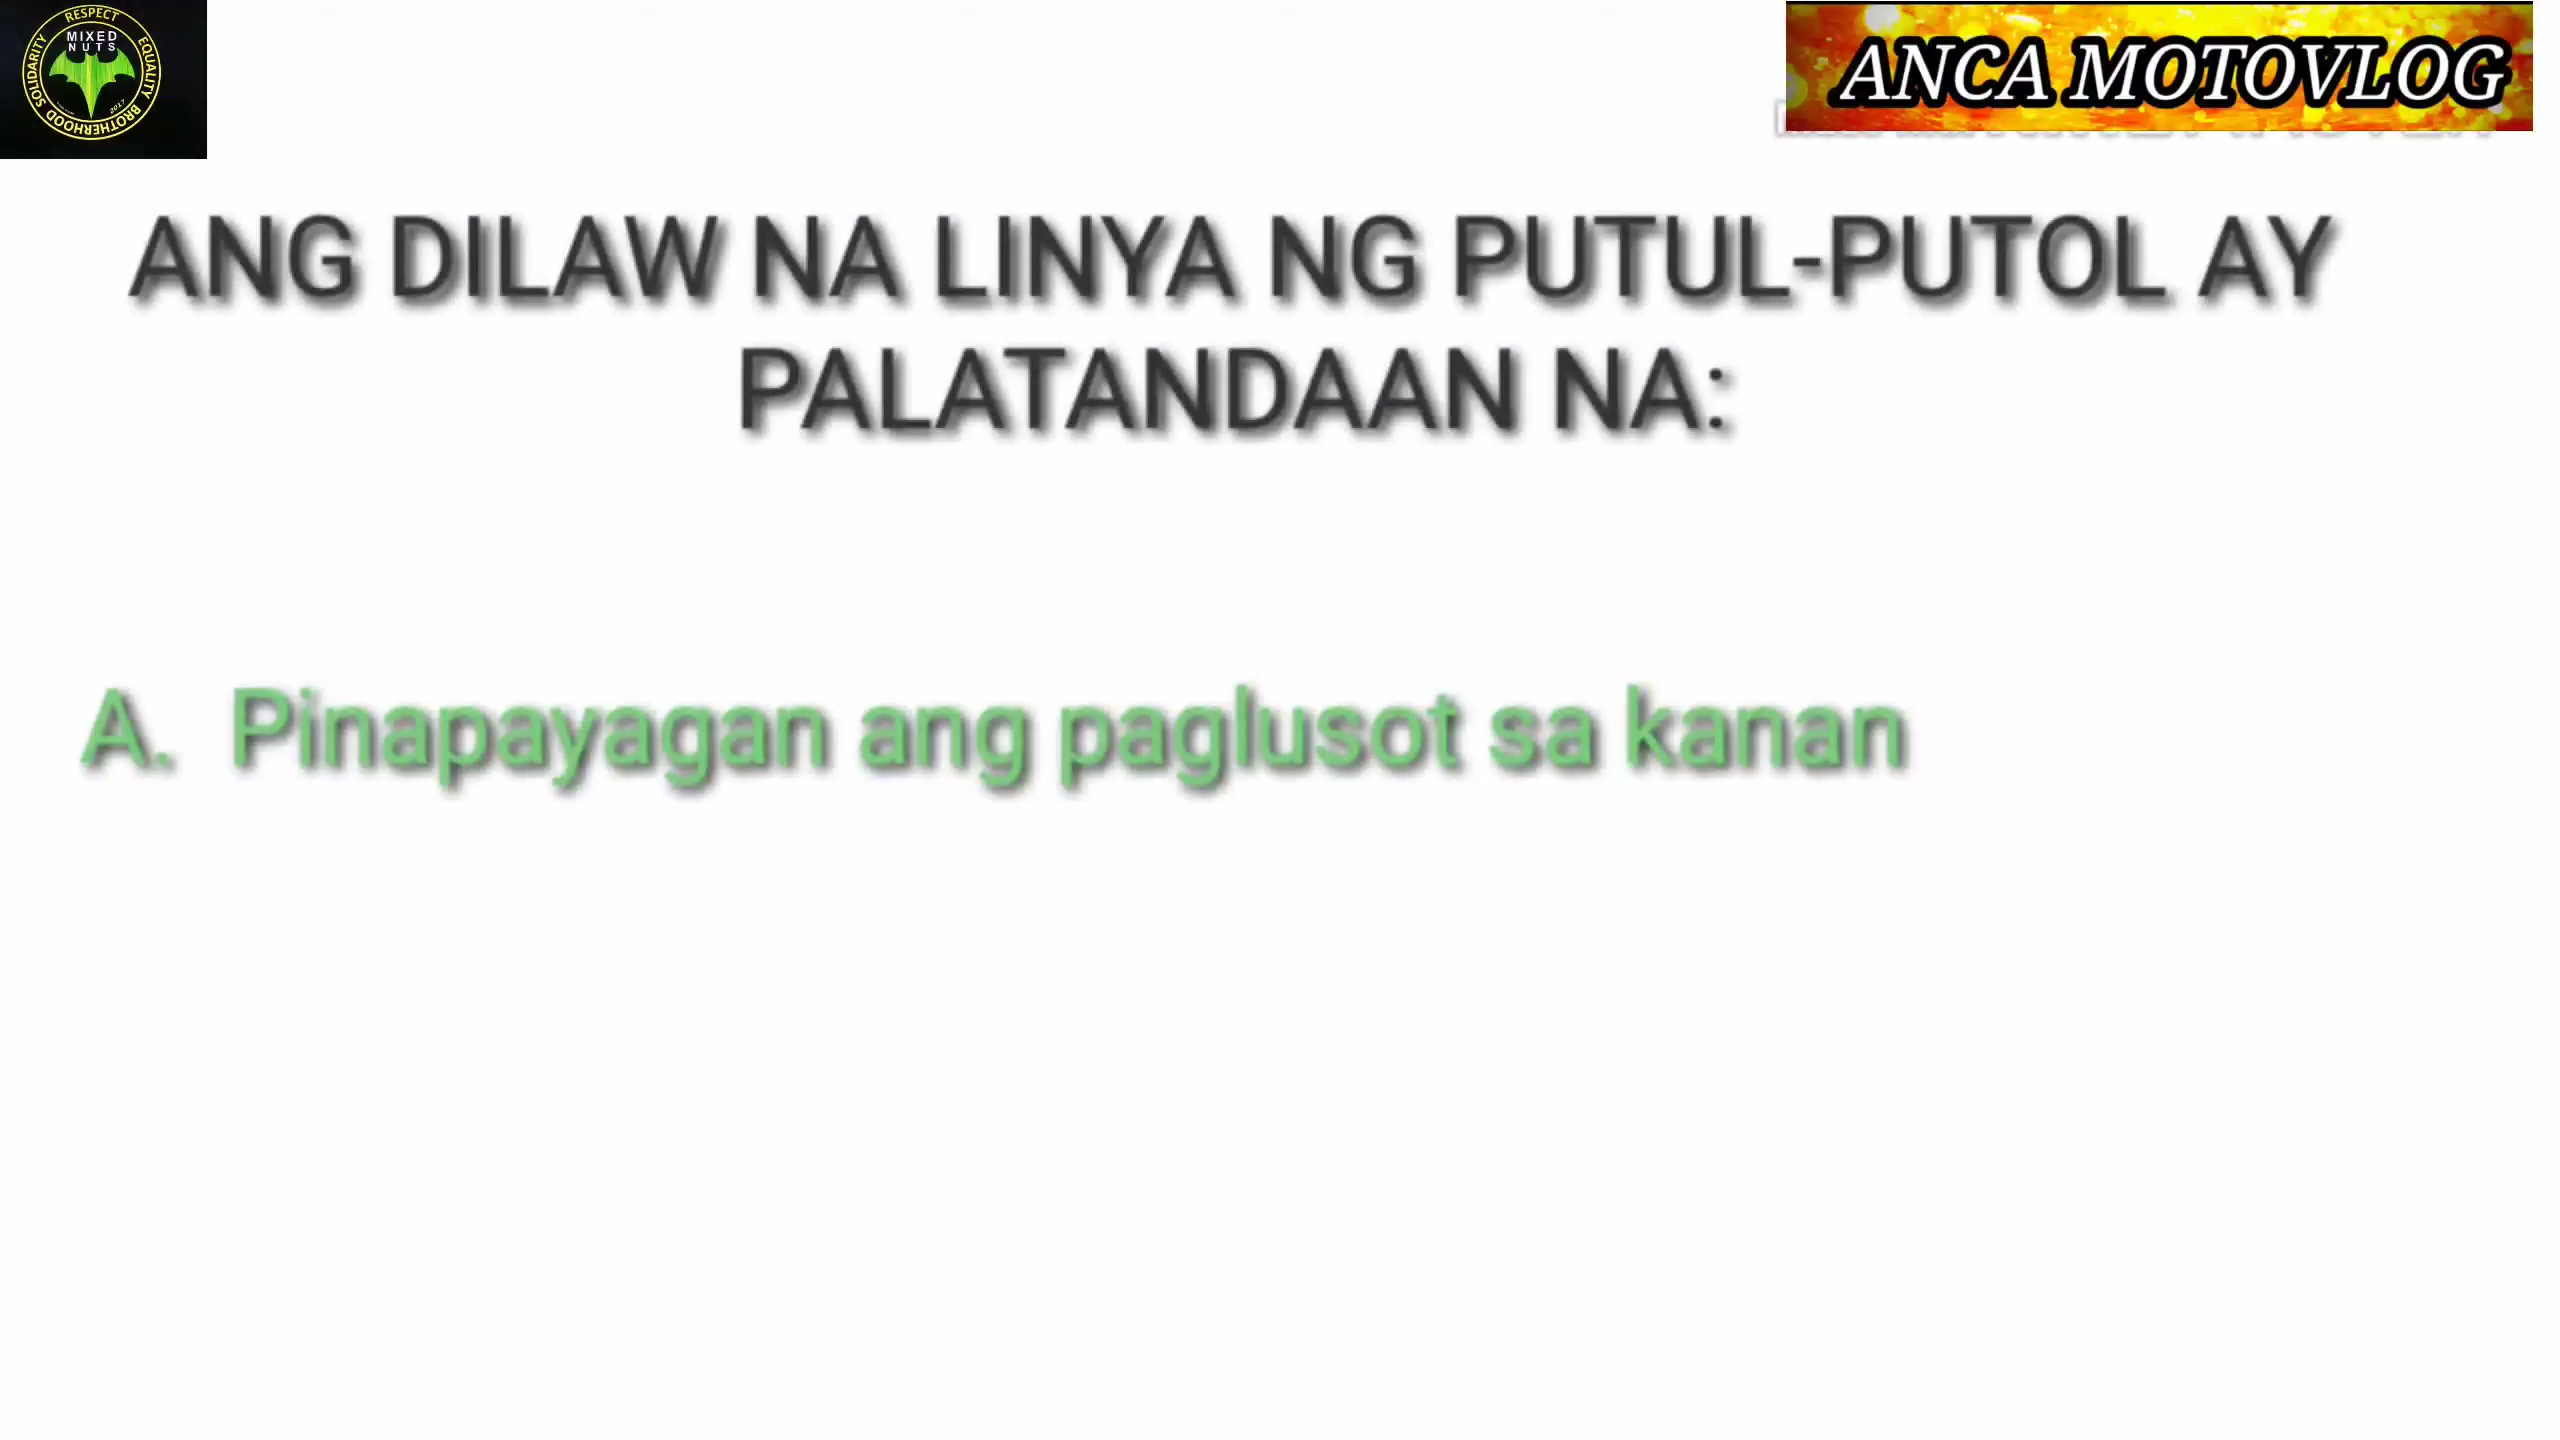 RESPECT
EQUALITY
BROTHERHOOD
SOLIDARITY
MIXED
NUTS
2017
ANCA MOTOVLOG
ANG DILAW NA LINYA NG PUTUL-PUTOL AY
PALATANDAAN NA:
A. Pinapayagan ang paglusot sa kanan